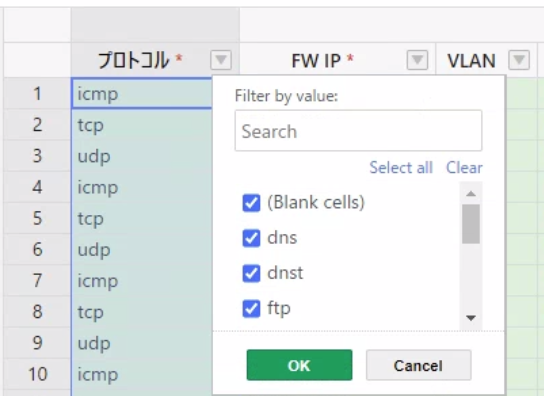 プロトコル * FW IP * VLAN
1 icmp
2 tcp
3 udp
4 icmp
5 tcp
6 udp
7 icmp
8 tcp
9 udp
10 icmp
Filter by value:
Search
Select all Clear
(Blank cells)
dns
dnst
ftp
OK Cancel